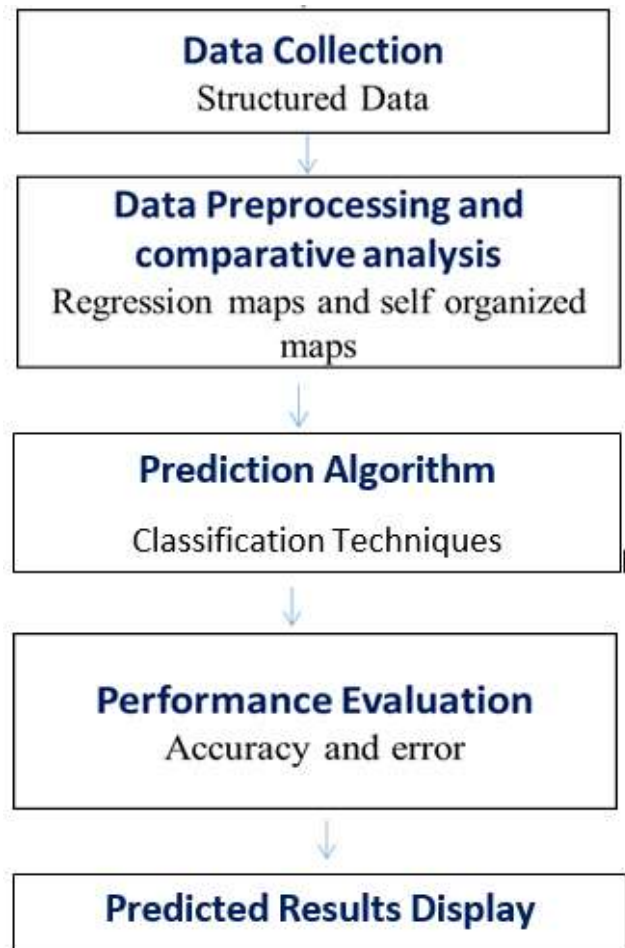 Data Collection
Structured Data
Data Preprocessing and
comparative analysis
Regression maps and self organized
maps
Prediction Algorithm
Classification Techniques
Performance Evaluation
Accuracy and error
Predicted Results Display